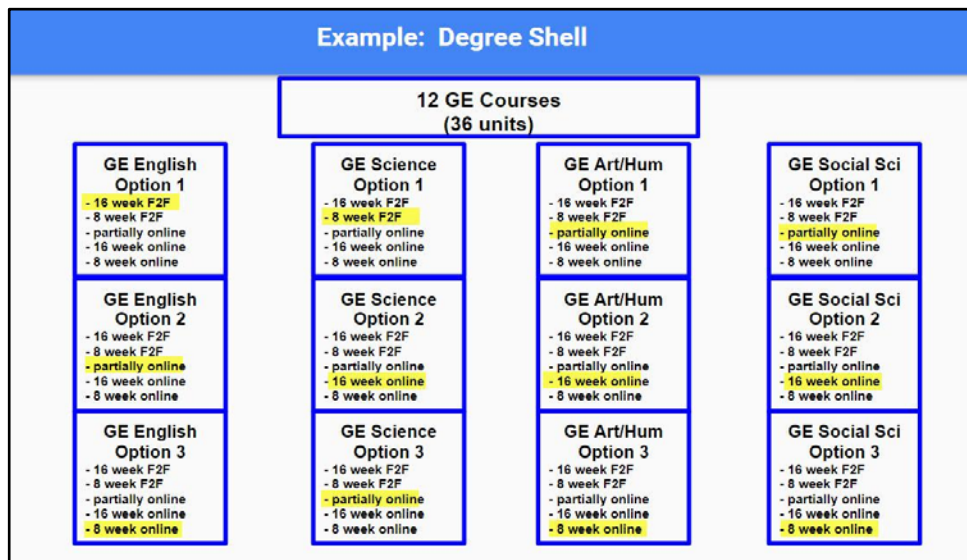 Example: Degree Shell
12 GE Courses
(36 units)
GE English
Option 1
- 16 week F2F
- 8 week F2F
- partially online
- 16 week online
- 8 week online
GE Science
Option 1
- 16 week F2F
- 8 week F2F
- partially online
- 16 week online
- 8 week online
GE Art/Hum
Option 1
- 16 week F2F
- 8 week F2F
- partially online
- 16 week online
- 8 week online
GE Social Sci
Option 1
- 16 week F2F
- 8 week F2F
- partially online
- 16 week online
- 8 week online
GE English
Option 2
- 16 week F2F
- 8 week F2F
- partially online
- 16 week online
- 8 week online
GE Science
Option 2
- 16 week F2F
- 8 week F2F
- partially online
- 16 week online
- 8 week online
GE Art/Hum
Option 2
- 16 week F2F
- 8 week F2F
- partially online
- 16 week online
- 8 week online
GE Social Sci
Option 2
- 16 week F2F
- 8 week F2F
- partially online
- 16 week online
- 8 week online
GE English
Option 3
- 16 week F2F
- 8 week F2F
- partially online
- 16 week online
- 8 week online
GE Science
Option 3
- 16 week F2F
- 8 week F2F
- partially online
- 16 week online
- 8 week online
GE Art/Hum
Option 3
- 16 week F2F
- 8 week F2F
- partially online
- 16 week online
- 8 week online
GE Social Sci
Option 3
- 16 week F2F
- 8 week F2F
- partially online
- 16 week online
- 8 week online